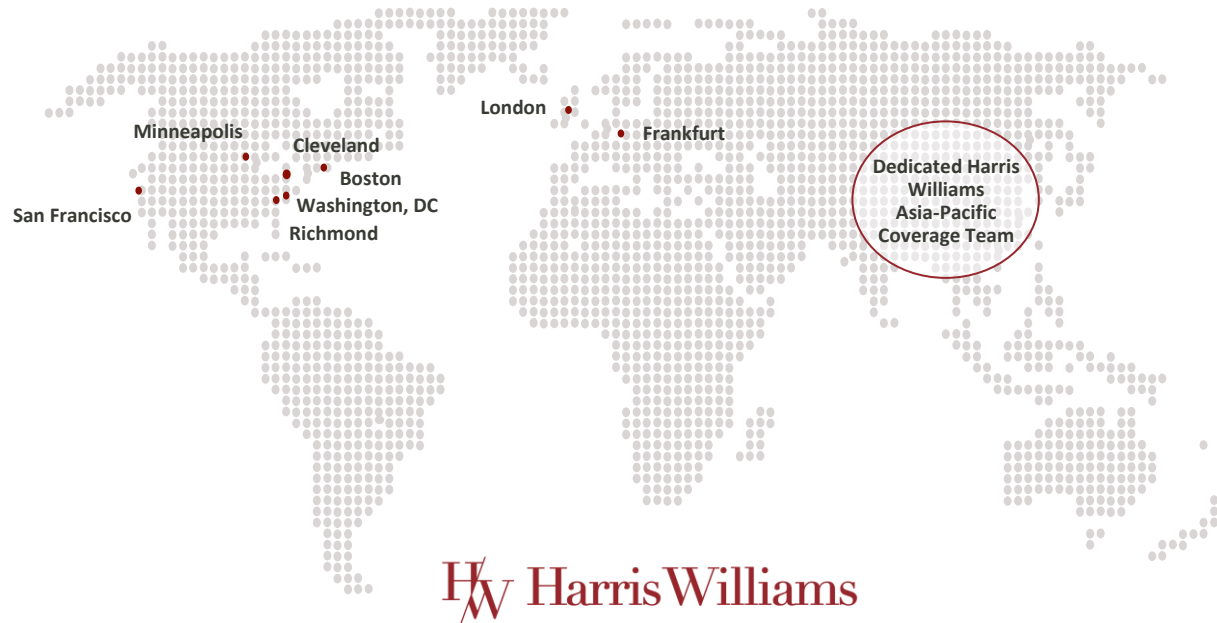 London
Minneapolis
Frankfurt
Cleveland
Boston
Dedicated Harris
Williams
Asia-Pacific
Coverage Team
Washington, DC
San Francisco
Richmond
HW Harris Williams